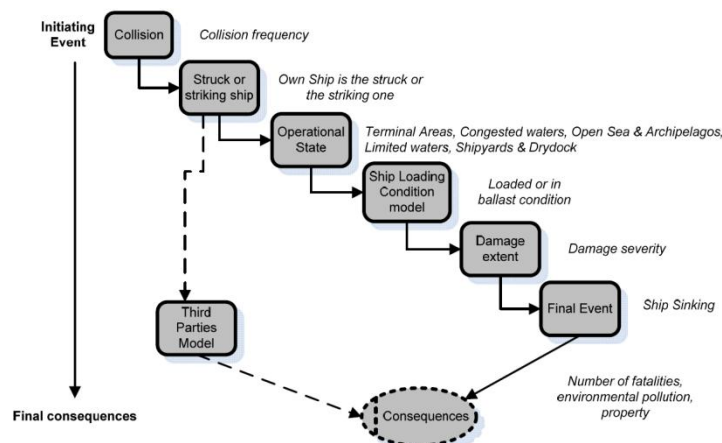 Initiating
Event
Collision
Collision frequency
Struck or
striking ship
Own Ship is the struck or
the striking one
Operational
State
Terminal Areas, Congested waters, Open Sea & Archipelagos,
Limited waters, Shipyards & Drydock
Ship Loading
Condition
model
Loaded or in
ballast condition
Damage
extent
Damage severity
Third
Parties
Model
Final Event
Ship Sinking
Final consequences
Consequences
Number of fatalities,
environmental pollution,
property